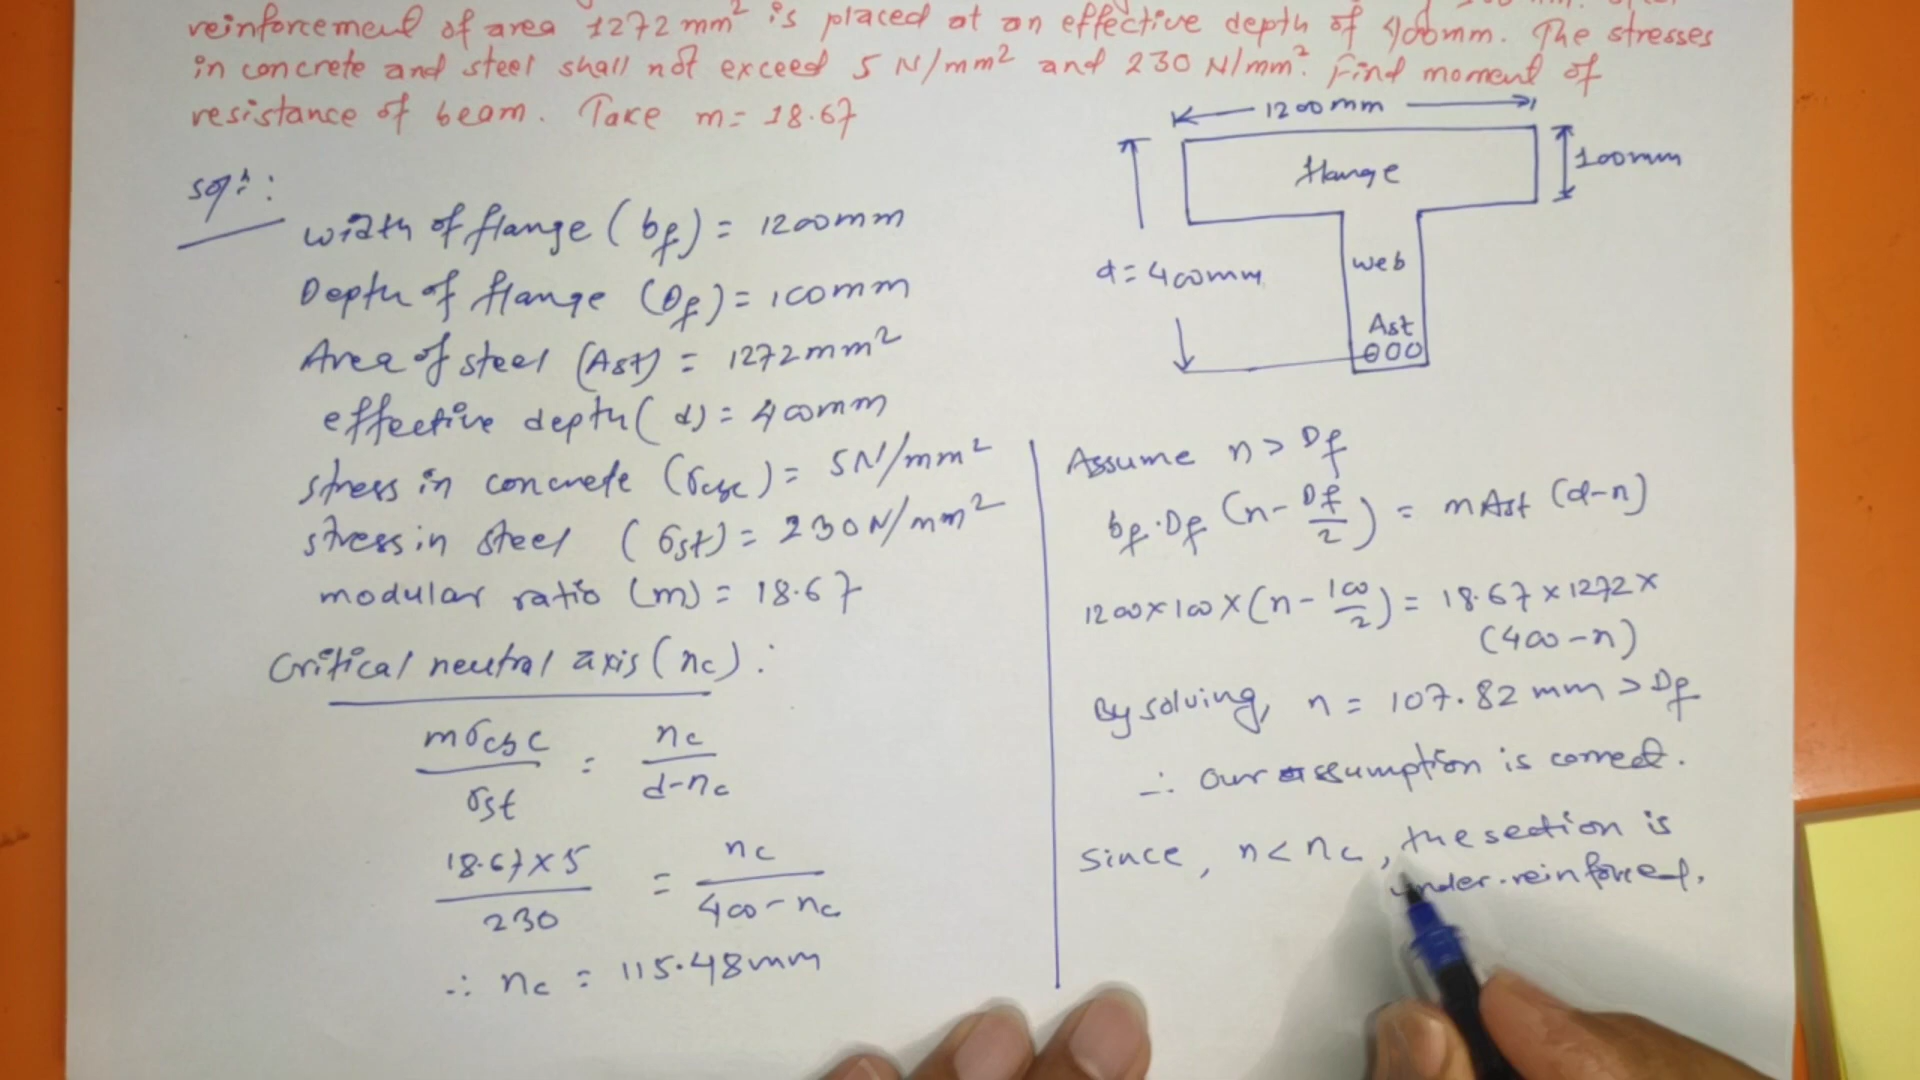 reinforcement of area 1272 mm² is placed at an effective depth of 400mm. The stresses
in concrete and steel shall not exceed 5 N/mm² and 230 N/mm². Find moment of
resistance of beam. Take m = 18.67
solⁿ:
width of flange (bf) = 1200mm
Depth of flange (Df) = 100mm
Area of steel (Ast) = 1272mm²
effective depth (d) = 400mm
stress in concrete (σcbc) = 5N/mm²
stress in steel (σst) = 230N/mm²
modular ratio (m) = 18.67
Critical neutral axis (nc):
mσcbc / σst = nc / d-nc
18.67×5 / 230 = nc / 400-nc
∴ nc = 115.48mm
1200mm
flange
100mm
d = 400mm
web
Ast
Assume n > Df
bf.Df (n - Df/2) = mAst (d-n)
1200×100×(n - 100/2) = 18.67×1272×
(400-n)
By solving, n = 107.82 mm > Df
∴ our assumption is correct.
since, n < nc, the section is
under-reinforced.